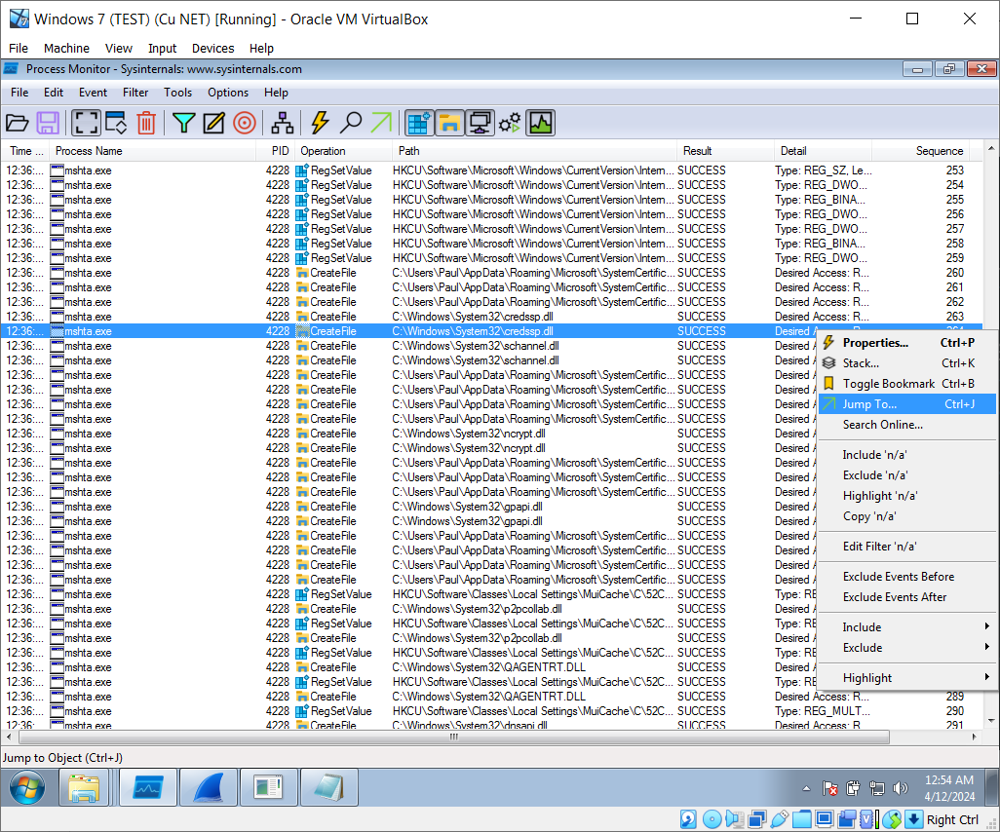 Windows 7 (TEST) (Cu NET) [Running] - Oracle VM VirtualBox
File Machine View Input Devices Help
Process Monitor - Sysinternals: www.sysinternals.com
File Edit Event Filter Tools Options Help
Time ... Process Name PID Operation Path Result Detail Sequence
12:36:... mshta.exe 4228 RegSetValue HKCU\Software\Microsoft\Windows\CurrentVersion\Intern... SUCCESS Type: REG_SZ, Le... 253
12:36:... mshta.exe 4228 RegSetValue HKCU\Software\Microsoft\Windows\CurrentVersion\Intern... SUCCESS Type: REG_DWO... 254
12:36:... mshta.exe 4228 RegSetValue HKCU\Software\Microsoft\Windows\CurrentVersion\Intern... SUCCESS Type: REG_BINA... 255
12:36:... mshta.exe 4228 RegSetValue HKCU\Software\Microsoft\Windows\CurrentVersion\Intern... SUCCESS Type: REG_DWO... 256
12:36:... mshta.exe 4228 RegSetValue HKCU\Software\Microsoft\Windows\CurrentVersion\Intern... SUCCESS Type: REG_DWO... 257
12:36:... mshta.exe 4228 RegSetValue HKCU\Software\Microsoft\Windows\CurrentVersion\Intern... SUCCESS Type: REG_BINA... 258
12:36:... mshta.exe 4228 RegSetValue HKCU\Software\Microsoft\Windows\CurrentVersion\Intern... SUCCESS Type: REG_DWO... 259
12:36:... mshta.exe 4228 CreateFile C:\Users\Paul\AppData\Roaming\Microsoft\SystemCertific... SUCCESS Desired Access: R... 260
12:36:... mshta.exe 4228 CreateFile C:\Users\Paul\AppData\Roaming\Microsoft\SystemCertific... SUCCESS Desired Access: R... 261
12:36:... mshta.exe 4228 CreateFile C:\Users\Paul\AppData\Roaming\Microsoft\SystemCertific... SUCCESS Desired Access: R... 262
12:36:... mshta.exe 4228 CreateFile C:\Windows\System32\credssp.dll SUCCESS Desired Access: R... 263
12:36:... mshta.exe 4228 CreateFile C:\Windows\System32\credssp.dll SUCCESS Desired
12:36:... mshta.exe 4228 CreateFile C:\Windows\System32\schannel.dll SUCCESS Desired
12:36:... mshta.exe 4228 CreateFile C:\Windows\System32\schannel.dll SUCCESS Desired
12:36:... mshta.exe 4228 CreateFile C:\Users\Paul\AppData\Roaming\Microsoft\SystemCertific... SUCCESS Desired
12:36:... mshta.exe 4228 CreateFile C:\Users\Paul\AppData\Roaming\Microsoft\SystemCertific... SUCCESS Desired
12:36:... mshta.exe 4228 CreateFile C:\Users\Paul\AppData\Roaming\Microsoft\SystemCertific... SUCCESS Desired
12:36:... mshta.exe 4228 CreateFile C:\Users\Paul\AppData\Roaming\Microsoft\SystemCertific... SUCCESS Desired
12:36:... mshta.exe 4228 CreateFile C:\Windows\System32\ncrypt.dll SUCCESS Desired
12:36:... mshta.exe 4228 CreateFile C:\Windows\System32\ncrypt.dll SUCCESS Desired
12:36:... mshta.exe 4228 CreateFile C:\Users\Paul\AppData\Roaming\Microsoft\SystemCertific... SUCCESS Desired
12:36:... mshta.exe 4228 CreateFile C:\Users\Paul\AppData\Roaming\Microsoft\SystemCertific... SUCCESS Desired
12:36:... mshta.exe 4228 CreateFile C:\Users\Paul\AppData\Roaming\Microsoft\SystemCertific... SUCCESS Desired
12:36:... mshta.exe 4228 CreateFile C:\Windows\System32\gpapi.dll SUCCESS Desired
12:36:... mshta.exe 4228 CreateFile C:\Windows\System32\gpapi.dll SUCCESS Desired
12:36:... mshta.exe 4228 CreateFile C:\Users\Paul\AppData\Roaming\Microsoft\SystemCertific... SUCCESS Desired
12:36:... mshta.exe 4228 CreateFile C:\Users\Paul\AppData\Roaming\Microsoft\SystemCertific... SUCCESS Desired
12:36:... mshta.exe 4228 CreateFile C:\Users\Paul\AppData\Roaming\Microsoft\SystemCertific... SUCCESS Desired
12:36:... mshta.exe 4228 CreateFile C:\Users\Paul\AppData\Roaming\Microsoft\SystemCertific... SUCCESS Desired
12:36:... mshta.exe 4228 RegSetValue HKCU\Software\Classes\Local Settings\MuiCache\C\52C... SUCCESS Type:
12:36:... mshta.exe 4228 CreateFile C:\Windows\System32\p2pcollab.dll SUCCESS Desired
12:36:... mshta.exe 4228 RegSetValue HKCU\Software\Classes\Local Settings\MuiCache\C\52C... SUCCESS Type:
12:36:... mshta.exe 4228 CreateFile C:\Windows\System32\p2pcollab.dll SUCCESS Desired
12:36:... mshta.exe 4228 RegSetValue HKCU\Software\Classes\Local Settings\MuiCache\C\52C... SUCCESS Type:
12:36:... mshta.exe 4228 CreateFile C:\Windows\System32\QAGENTRT.DLL SUCCESS Desired
12:36:... mshta.exe 4228 RegSetValue HKCU\Software\Classes\Local Settings\MuiCache\C\52C... SUCCESS Type:
12:36:... mshta.exe 4228 CreateFile C:\Windows\System32\QAGENTRT.DLL SUCCESS Desired Access: R... 289
12:36:... mshta.exe 4228 RegSetValue HKCU\Software\Classes\Local Settings\MuiCache\C\52C... SUCCESS Type: REG_MULT... 290
12:36:... mshta.exe 4228 CreateFile C:\Windows\System32\dnsapi.dll SUCCESS Desired Access: R... 291
Properties... Ctrl+P
Stack... Ctrl+K
Toggle Bookmark Ctrl+B
Jump To... Ctrl+J
Search Online...
Include 'n/a'
Exclude 'n/a'
Highlight 'n/a'
Copy 'n/a'
Edit Filter 'n/a'
Exclude Events Before
Exclude Events After
Include
Exclude
Highlight
Jump to Object (Ctrl+J)
12:54 AM
4/12/2024
Right Ctrl